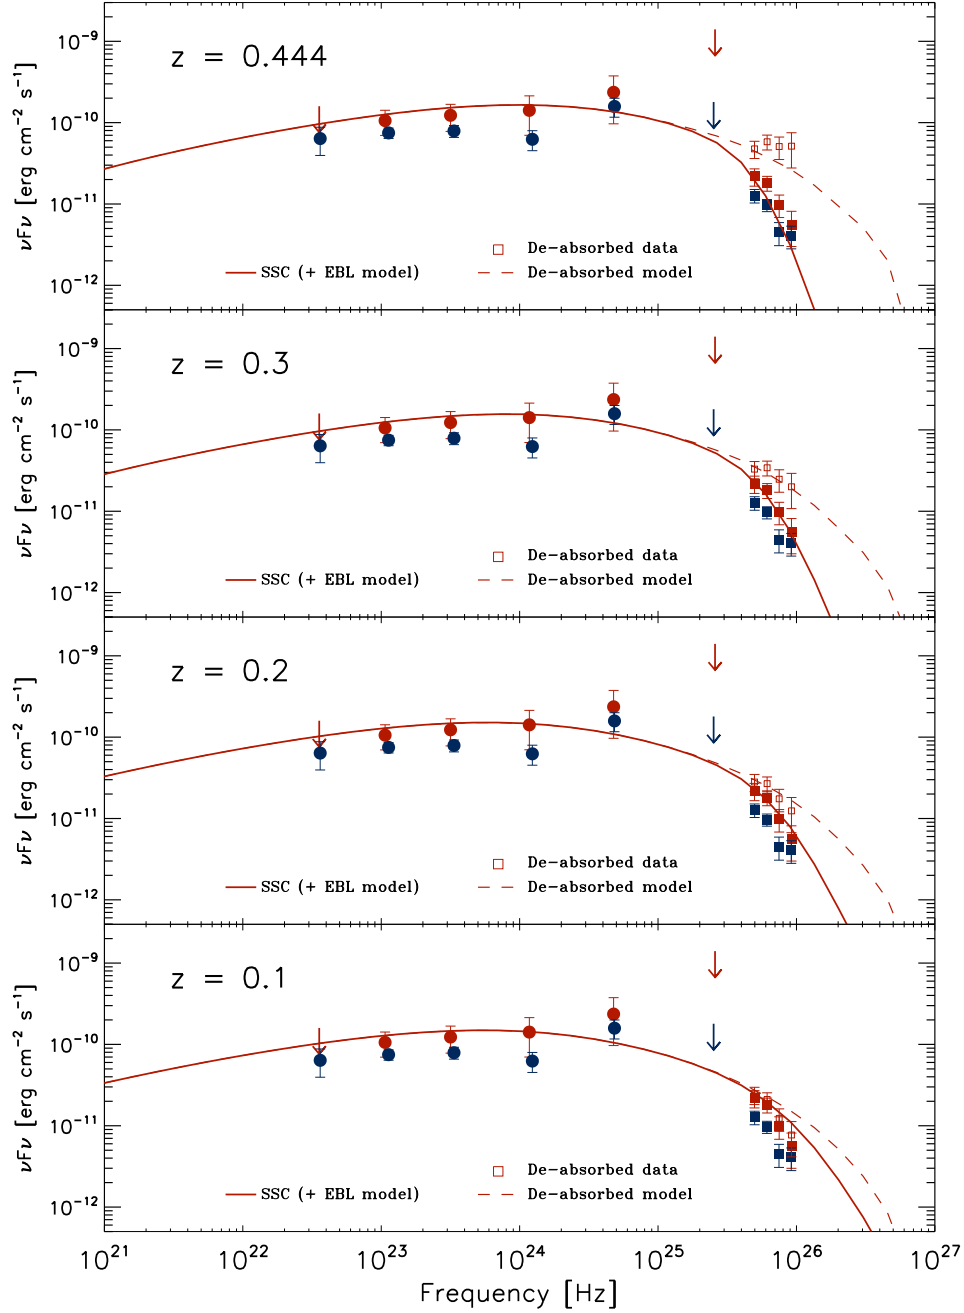 10⁻⁹
z = 0.444
10⁻¹⁰
10⁻¹¹
10⁻¹²
νFν [erg cm⁻² s⁻¹]
De-absorbed data
SSC (+ EBL model)
De-absorbed model
10⁻⁹
z = 0.3
10⁻¹⁰
10⁻¹¹
10⁻¹²
νFν [erg cm⁻² s⁻¹]
De-absorbed data
SSC (+ EBL model)
De-absorbed model
10⁻⁹
z = 0.2
10⁻¹⁰
10⁻¹¹
10⁻¹²
νFν [erg cm⁻² s⁻¹]
De-absorbed data
SSC (+ EBL model)
De-absorbed model
10⁻⁹
z = 0.1
10⁻¹⁰
10⁻¹¹
10⁻¹²
νFν [erg cm⁻² s⁻¹]
De-absorbed data
SSC (+ EBL model)
De-absorbed model
10²¹ 10²² 10²³ 10²⁴ 10²⁵ 10²⁶ 10²⁷
Frequency [Hz]